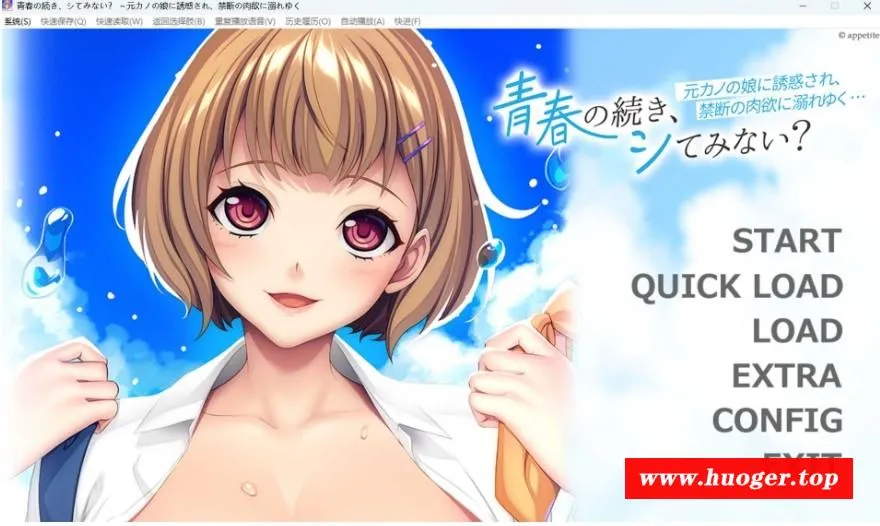 青春の続き、シてみない？ ~元カノの娘に誘惑され、禁断の肉欲に溺れゆく
系统(S) 快速保存(Q) 快速读取(W) 返回选择肢(B) 重复播放语音(V) 历史履历(O) 自动播放(A) 快进(F)
© appetite
元カノの娘に誘惑され、
禁断の肉欲に溺れゆく…
青春の続き、
シてみない？
START
QUICK LOAD
LOAD
EXTRA
CONFIG
EXIT
www.huoger.top